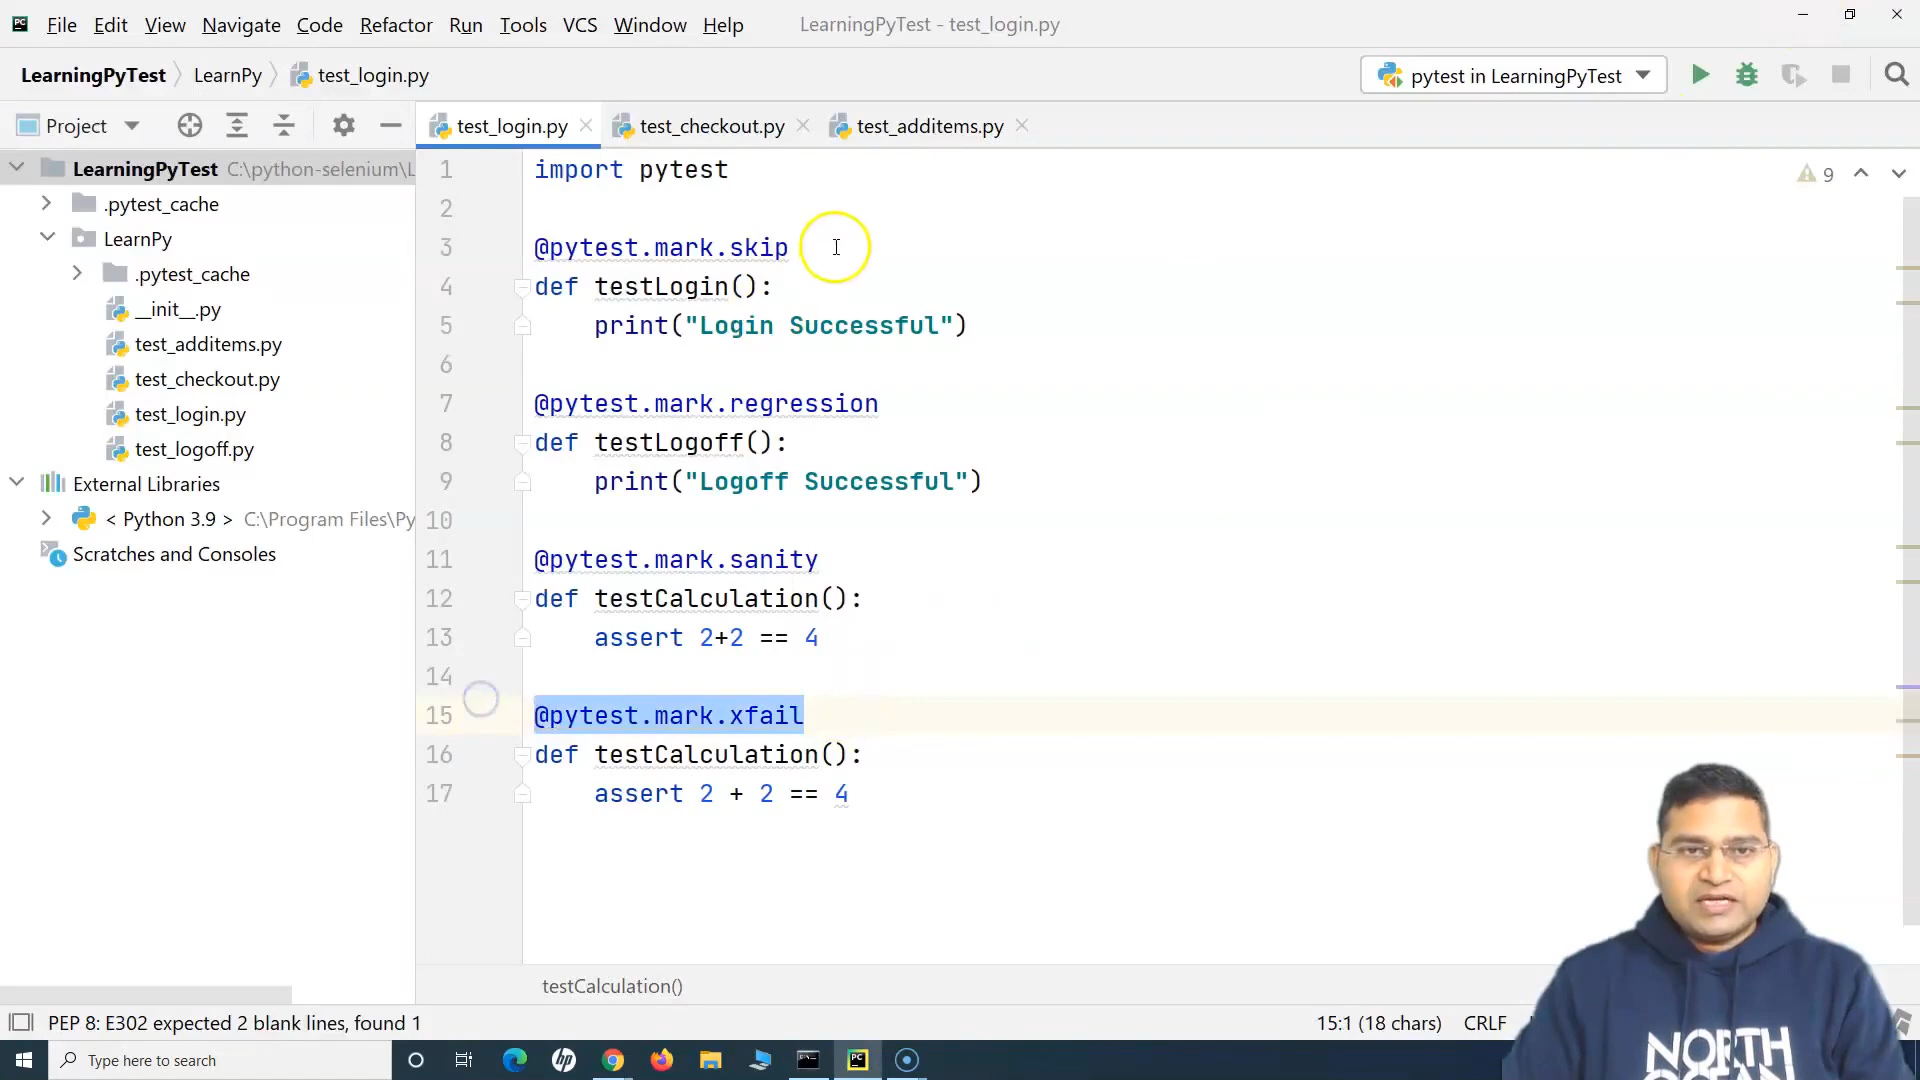 File Edit View Navigate Code Refactor Run Tools VCS Window Help LearningPyTest - test_login.py
LearningPyTest LearnPy test_login.py pytest in LearningPyTest
Project test_login.py test_checkout.py test_additems.py
LearningPyTest C:\python-selenium\L
.pytest_cache
LearnPy
.pytest_cache
__init__.py
test_additems.py
test_checkout.py
test_login.py
test_logoff.py
External Libraries
< Python 3.9 > C:\Program Files\Py
Scratches and Consoles
9
1 import pytest
2
3 @pytest.mark.skip
4 def testLogin():
5 print("Login Successful")
6
7 @pytest.mark.regression
8 def testLogoff():
9 print("Logoff Successful")
10
11 @pytest.mark.sanity
12 def testCalculation():
13 assert 2+2 == 4
14
15 @pytest.mark.xfail
16 def testCalculation():
17 assert 2 + 2 == 4
testCalculation()
PEP 8: E302 expected 2 blank lines, found 1 15:1 (18 chars) CRLF
Type here to search
NORTH